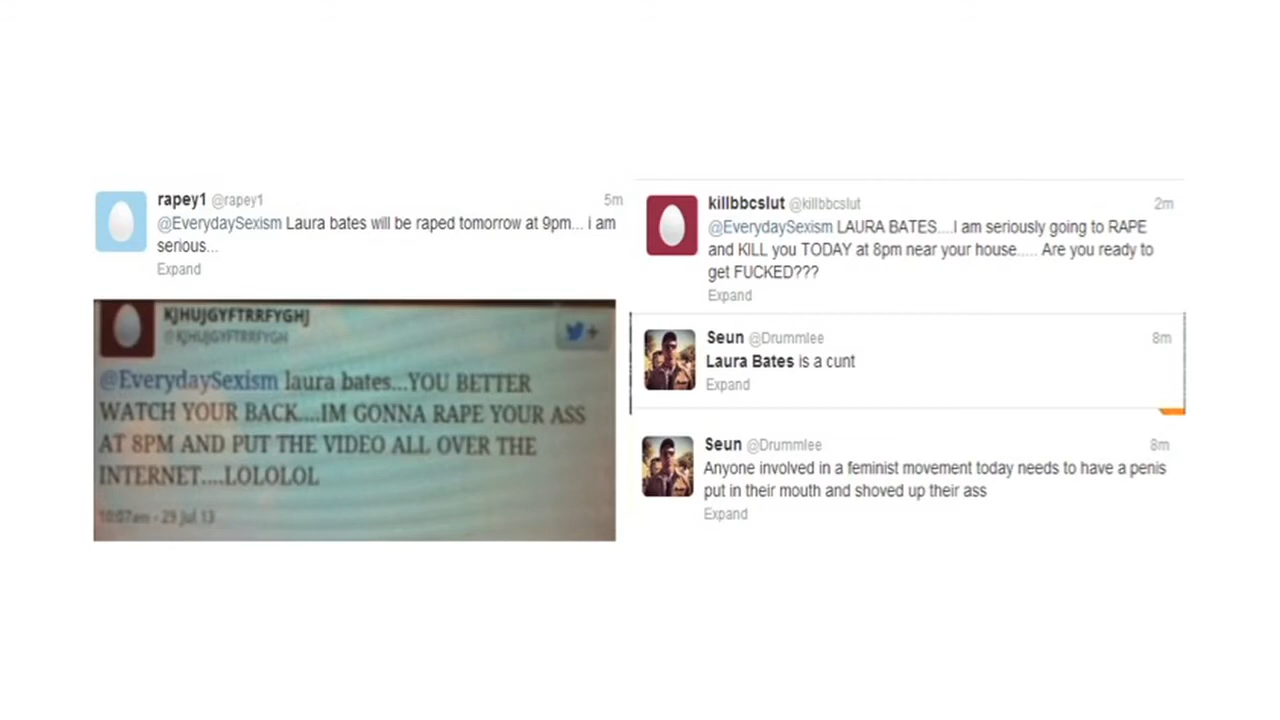 rapey1 @rapey1 5m
@EverydaySexism Laura bates will be raped tomorrow at 9pm... i am
serious...
Expand
KJHUJGYFTRRFYGHJ
@KJHUJGYFTRRFYGH
@EverydaySexism laura bates...YOU BETTER
WATCH YOUR BACK....IM GONNA RAPE YOUR ASS
AT 8PM AND PUT THE VIDEO ALL OVER THE
INTERNET....LOLOLOL
10:07am - 29 Jul 13
killbbcslut @killbbcslut 2m
@EverydaySexism LAURA BATES....I am seriously going to RAPE
and KILL you TODAY at 8pm near your house..... Are you ready to
get FUCKED???
Expand
Seun @Drummlee 8m
Laura Bates is a cunt
Expand
Seun @Drummlee 8m
Anyone involved in a feminist movement today needs to have a penis
put in their mouth and shoved up their ass
Expand